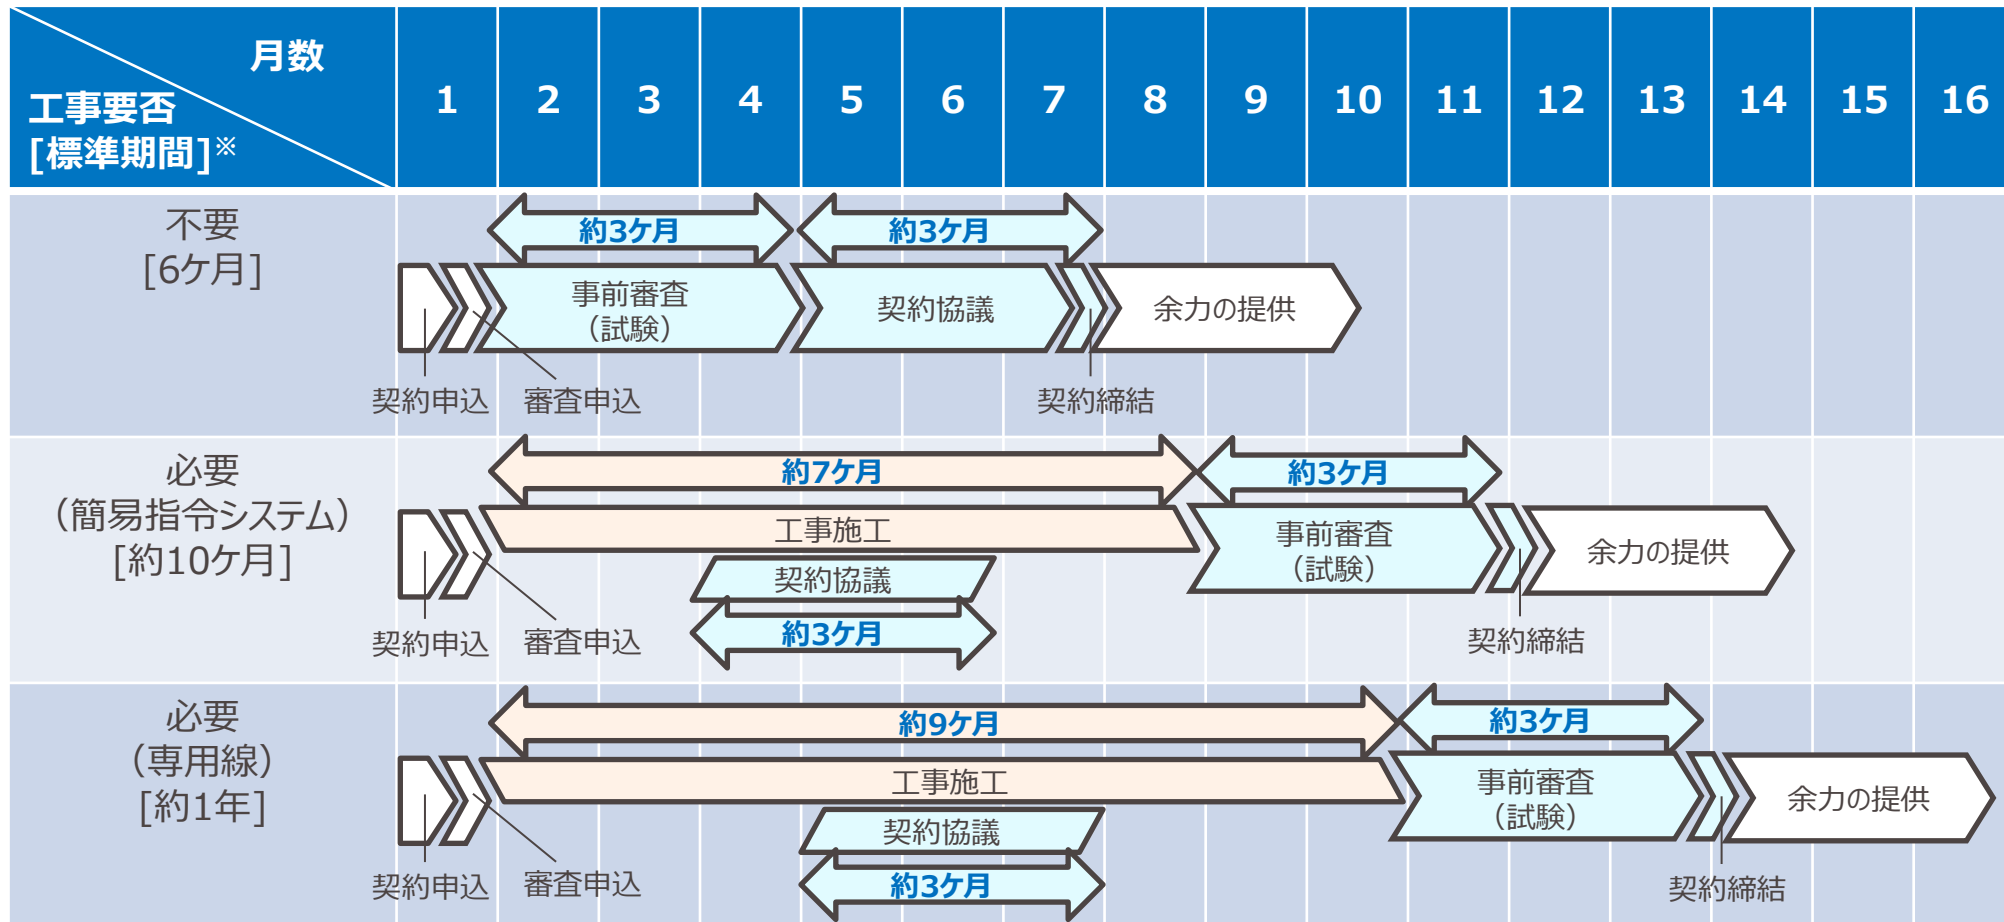 月数
工事要否
[標準期間]※
1 2 3 4 5 6 7 8 9 10 11 12 13 14 15 16
不要
[6ケ月]
約3ケ月 約3ケ月
事前審査
（試験）
契約協議
余力の提供
契約申込 審査申込 契約締結
必要
（簡易指令システム）
[約10ケ月]
約7ケ月 約3ケ月
工事施工
事前審査
（試験）
余力の提供
契約協議
約3ケ月
契約申込 審査申込 契約締結
必要
（専用線）
[約1年]
約9ケ月 約3ケ月
工事施工
事前審査
（試験）
余力の提供
契約協議
約3ケ月
契約申込 審査申込 契約締結